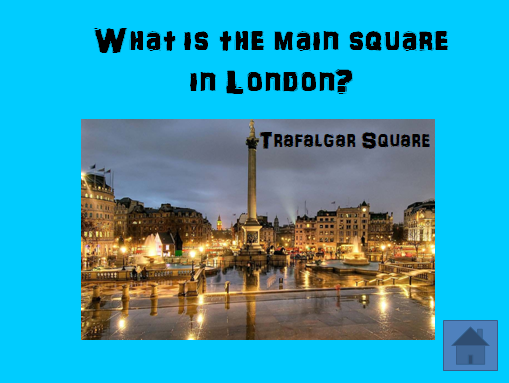 What is the main square
in London?
Trafalgar Square